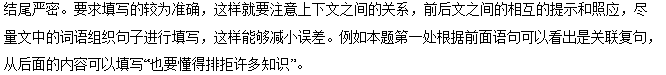 结尾严密。要求填写的较为准确，这样就要注意上下文之间的关系，前后文之间的相互的提示和照应，尽
量文中的词语组织句子进行填写，这样能够减小误差。例如本题第一处根据前面语句可以看出是关联复句，
从后面的内容可以填写“也要懂得排拒许多知识”。